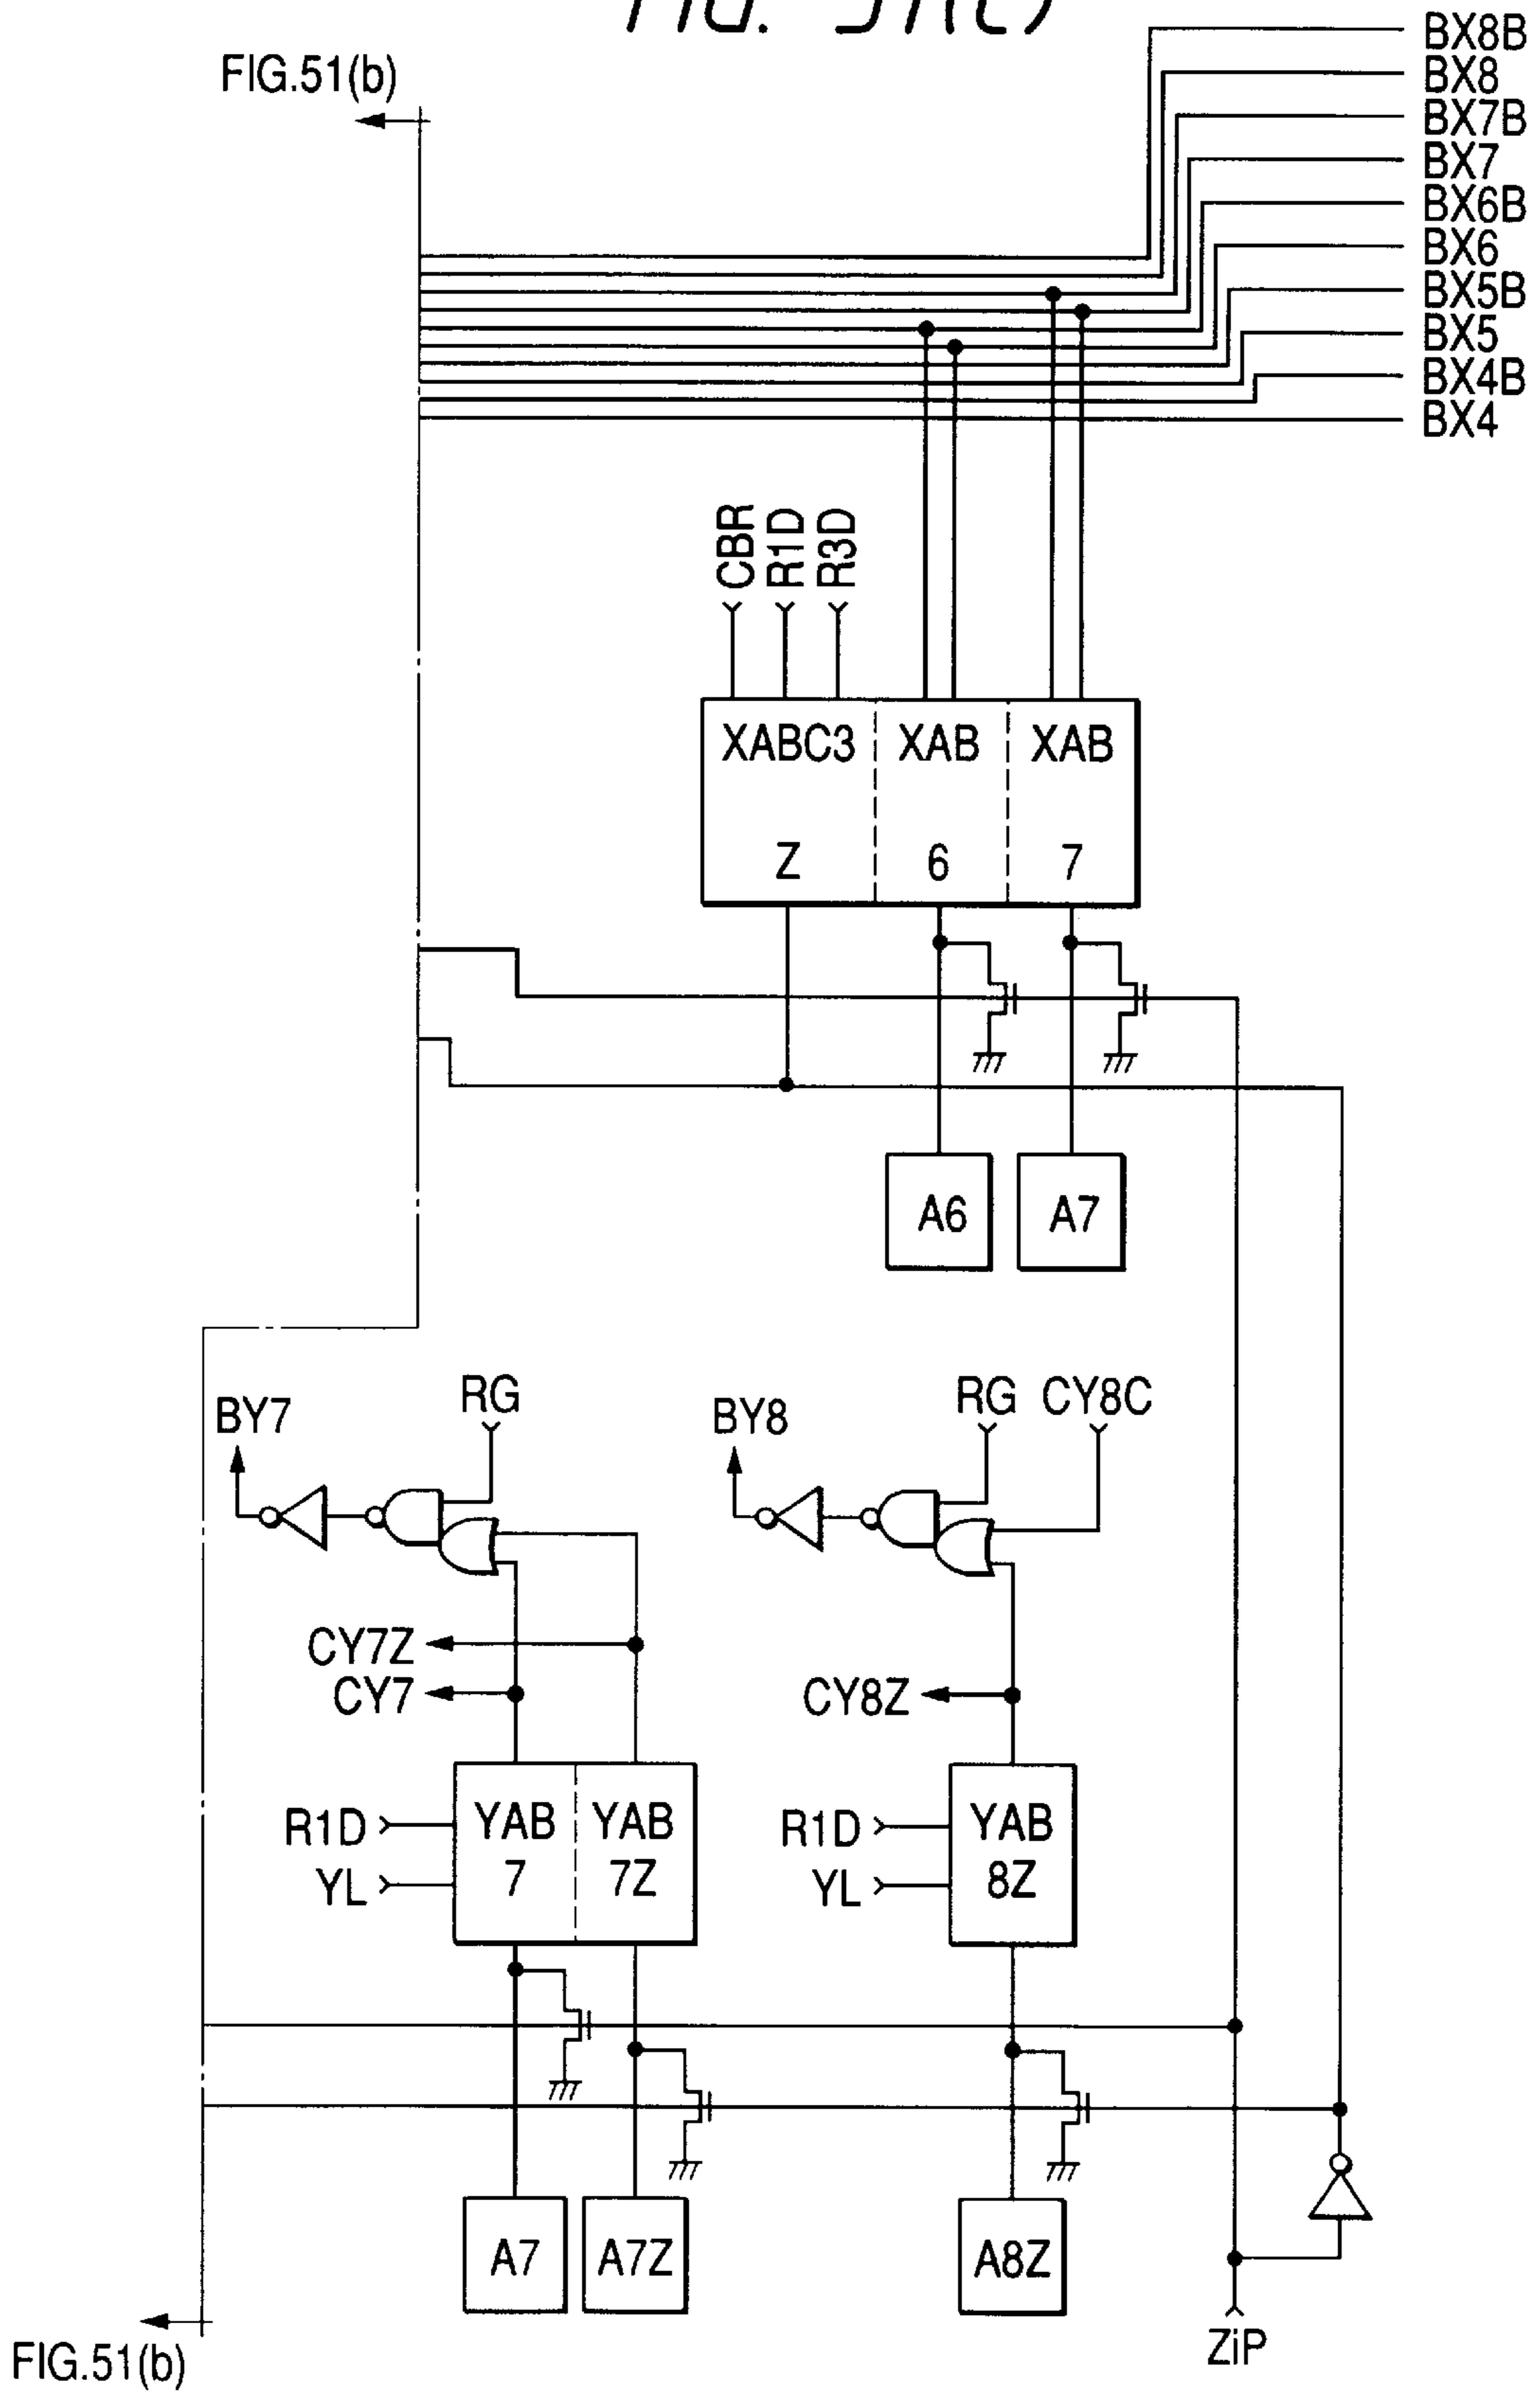 FIG. 51(c)
FIG.51(b)
BX8B
BX8
BX7B
BX7
BX6B
BX6
BX5B
BX5
BX4B
BX4
CBR
R1D
R3D
XABC3
XAB
XAB
Z
6
7
A6
A7
BY7
RG
BY8
RG
CY8C
CY7Z
CY7
CY8Z
R1D
YAB
YAB
R1D
YAB
YL
7
7Z
YL
8Z
A7
A7Z
A8Z
ZiP
FIG.51(b)